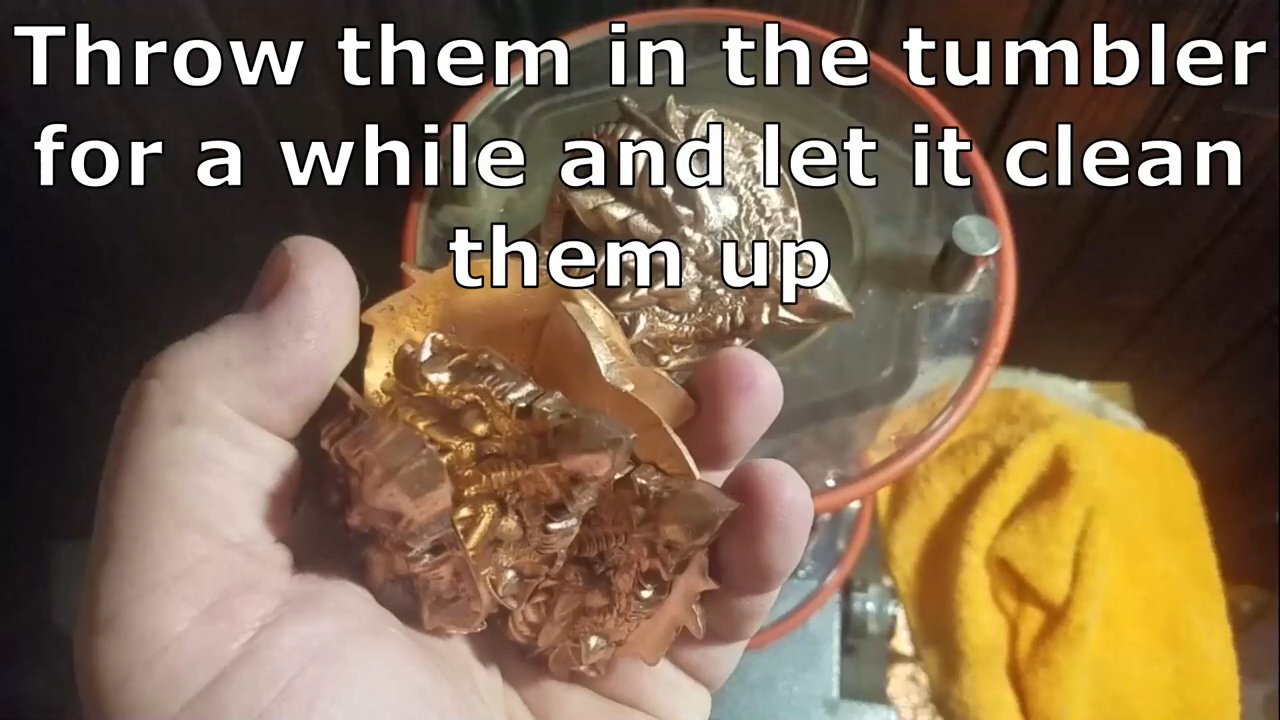 Throw them in the tumbler
for a while and let it clean
them up